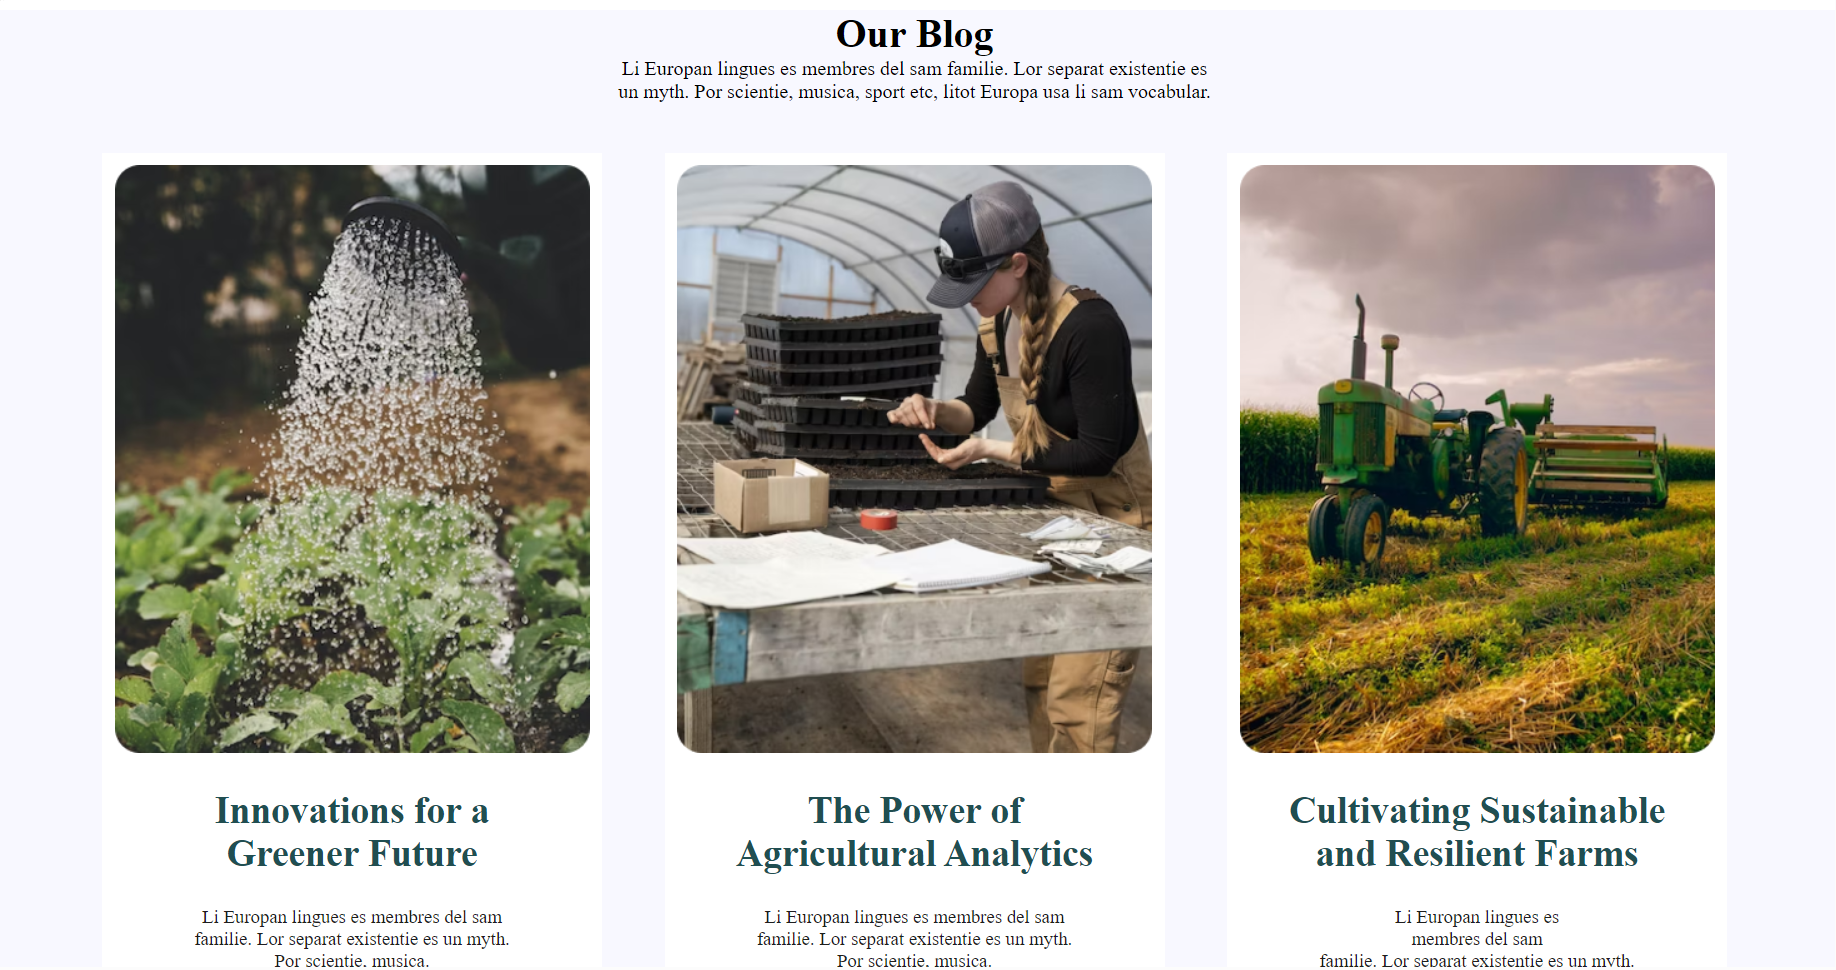 Our Blog
Li Europan lingues es membres del sam familie. Lor separat existentie es
un myth. Por scientie, musica, sport etc, litot Europa usa li sam vocabular.
Innovations for a
Greener Future
Li Europan lingues es membres del sam
familie. Lor separat existentie es un myth.
Por scientie, musica.
The Power of
Agricultural Analytics
Li Europan lingues es membres del sam
familie. Lor separat existentie es un myth.
Por scientie, musica.
Cultivating Sustainable
and Resilient Farms
Li Europan lingues es
membres del sam
familie. Lor separat existentie es un myth.